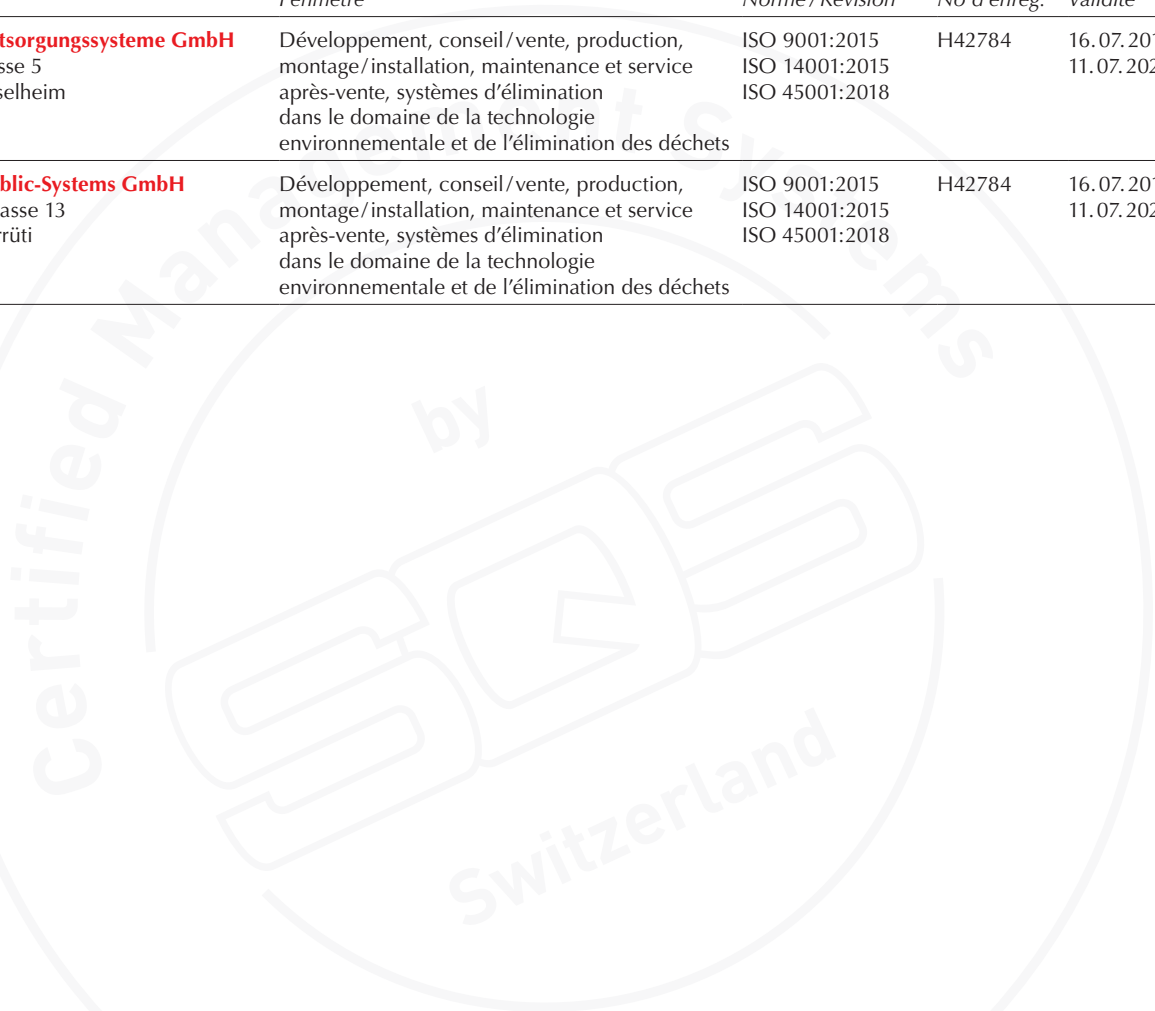 Périmètre Norme/Révision No d'enreg. Validité
tsorgungssysteme GmbH Développement, conseil/vente, production, ISO 9001:2015 H42784 16.07.201
sse 5 montage/installation, maintenance et service ISO 14001:2015 11.07.202
selheim après-vente, systèmes d'élimination ISO 45001:2018
dans le domaine de la technologie
environnementale et de l'élimination des déchets
blic-Systems GmbH Développement, conseil/vente, production, ISO 9001:2015 H42784 16.07.201
asse 13 montage/installation, maintenance et service ISO 14001:2015 11.07.202
rrüti après-vente, systèmes d'élimination ISO 45001:2018
dans le domaine de la technologie
environnementale et de l'élimination des déchets
Certified Management Systems
by
SQS
Switzerland